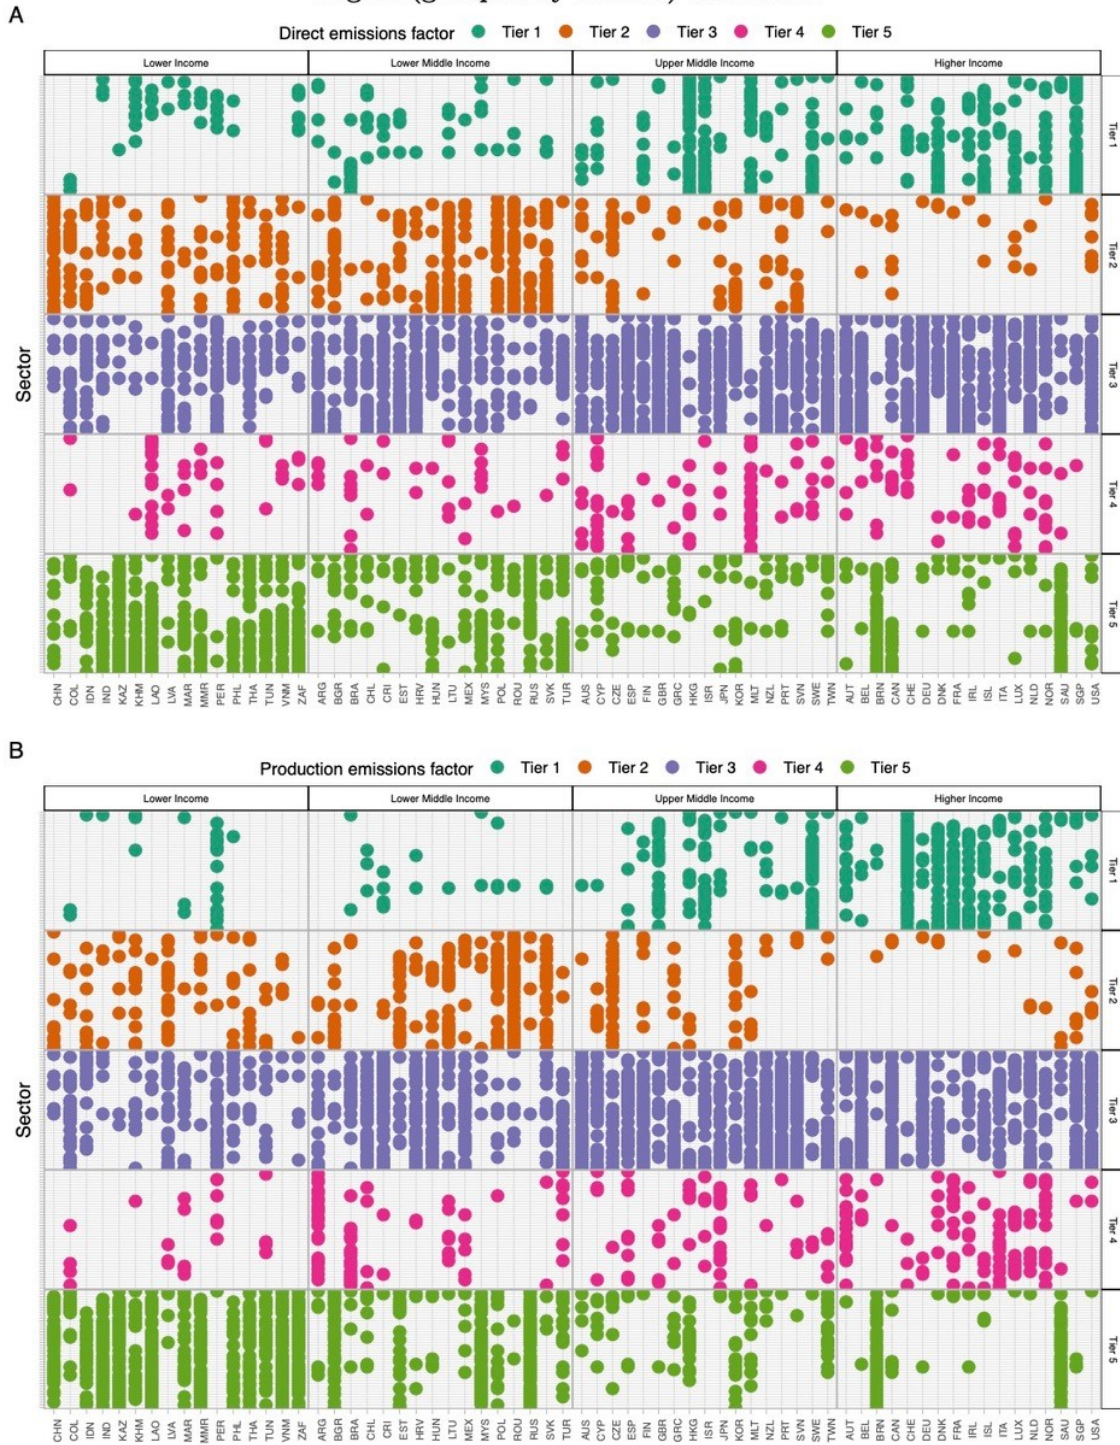 A
Direct emissions factor Tier 1 Tier 2 Tier 3 Tier 4 Tier 5
Lower Income Lower Middle Income Upper Middle Income Higher Income
Sector
Tier 1
Tier 2
Tier 3
Tier 4
Tier 5
CHN COL IDN IND KAZ KHM LAO LVA MAR MMR PER PHL THA TUN VNM ZAF ARG BGR BRA CHL CRI EST HRV HUN LTU MEX MYS POL ROU RUS SVK TUR AUS CYP CZE ESP FIN GBR GRC HKG ISR JPN KOR MLT NZL PRT SVN SWE TWN AUT BEL BRN CAN CHE DEU DNK FRA IRL ISL ITA LUX NLD NOR SAU SGP USA
B
Production emissions factor Tier 1 Tier 2 Tier 3 Tier 4 Tier 5
Lower Income Lower Middle Income Upper Middle Income Higher Income
Sector
Tier 1
Tier 2
Tier 3
Tier 4
Tier 5
CHN COL IDN IND KAZ KHM LAO LVA MAR MMR PER PHL THA TUN VNM ZAF ARG BGR BRA CHL CRI EST HRV HUN LTU MEX MYS POL ROU RUS SVK TUR AUS CYP CZE ESP FIN GBR GRC HKG ISR JPN KOR MLT NZL PRT SVN SWE TWN AUT BEL BRN CAN CHE DEU DNK FRA IRL ISL ITA LUX NLD NOR SAU SGP USA